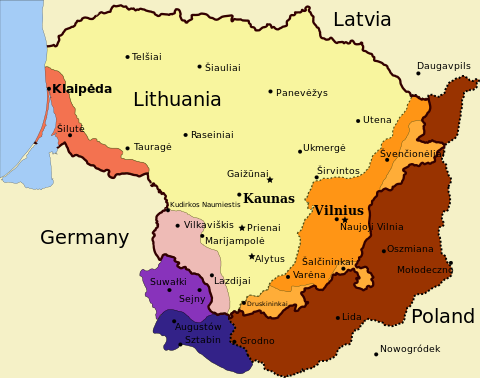 Latvia
Telšiai
Šiauliai
Daugavpils
Klaipėda
Panevėžys
Lithuania
Utena
Šilutė
Raseiniai
Tauragė
Ukmergė
Švenčionėliai
Gaižūnai
Širvintos
Kaunas
Kudirkos Naumiestis
Vilnius
Vilkaviškis
Prienai
Naujoji Vilnia
Germany
Marijampolė
Oszmiana
Alytus
Šalčininkai
Mołodeczno
Varėna
Suwałki
Lazdijai
Sejny
Druskininkai
Lida
Poland
Augustów
Sztabin
Grodno
Nowogródek